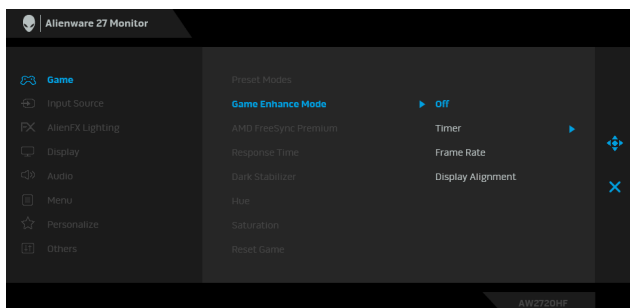 Alienware 27 Monitor
Game
Preset Modes
Input Source
Game Enhance Mode
Off
AlienFX Lighting
AMD FreeSync Premium
Timer
Display
Response Time
Frame Rate
Audio
Dark Stabilizer
Display Alignment
Menu
Hue
Personalize
Saturation
Others
Reset Game
AW2720HF